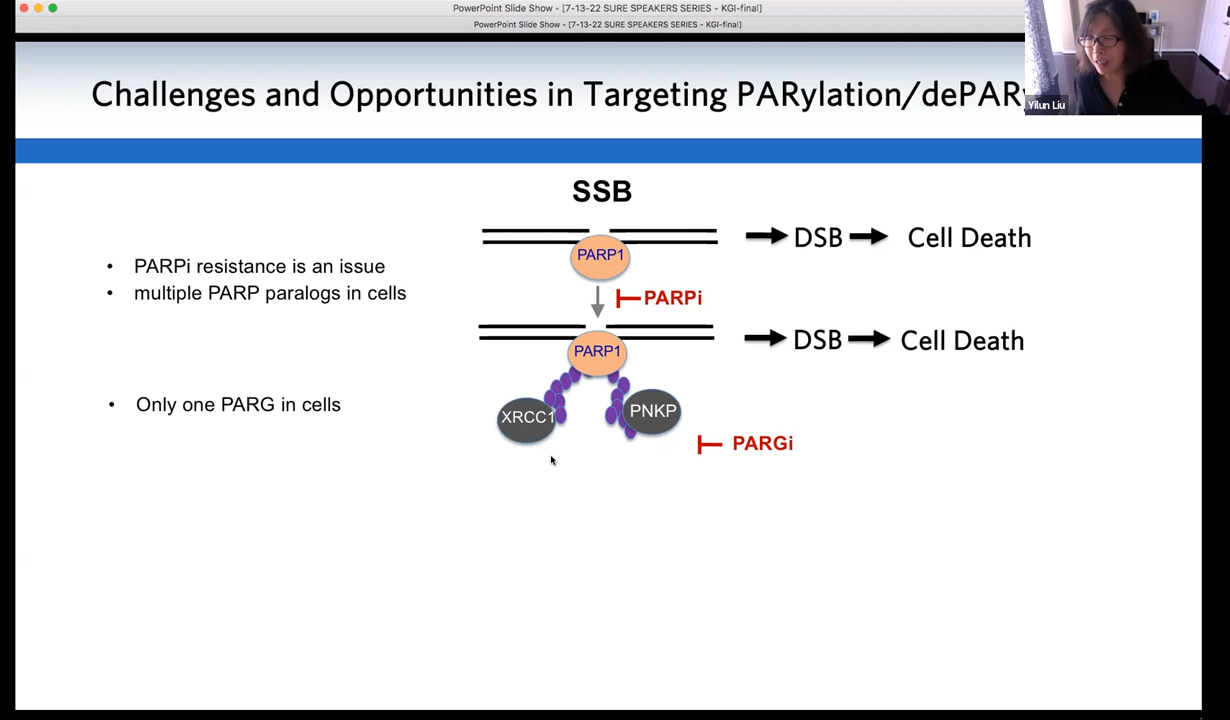 PowerPoint Slide Show - [7-13-22 SURE SPEAKERS SERIES - KGI-final]
PowerPoint Slide Show - [7-13-22 SURE SPEAKERS SERIES - KGI-final]
Yilun Liu
Challenges and Opportunities in Targeting PARylation/dePAR
SSB
PARP1
DSB
Cell Death
• PARPi resistance is an issue
• multiple PARP paralogs in cells
PARPi
PARP1
DSB
Cell Death
• Only one PARG in cells
XRCC1
PNKP
PARGi